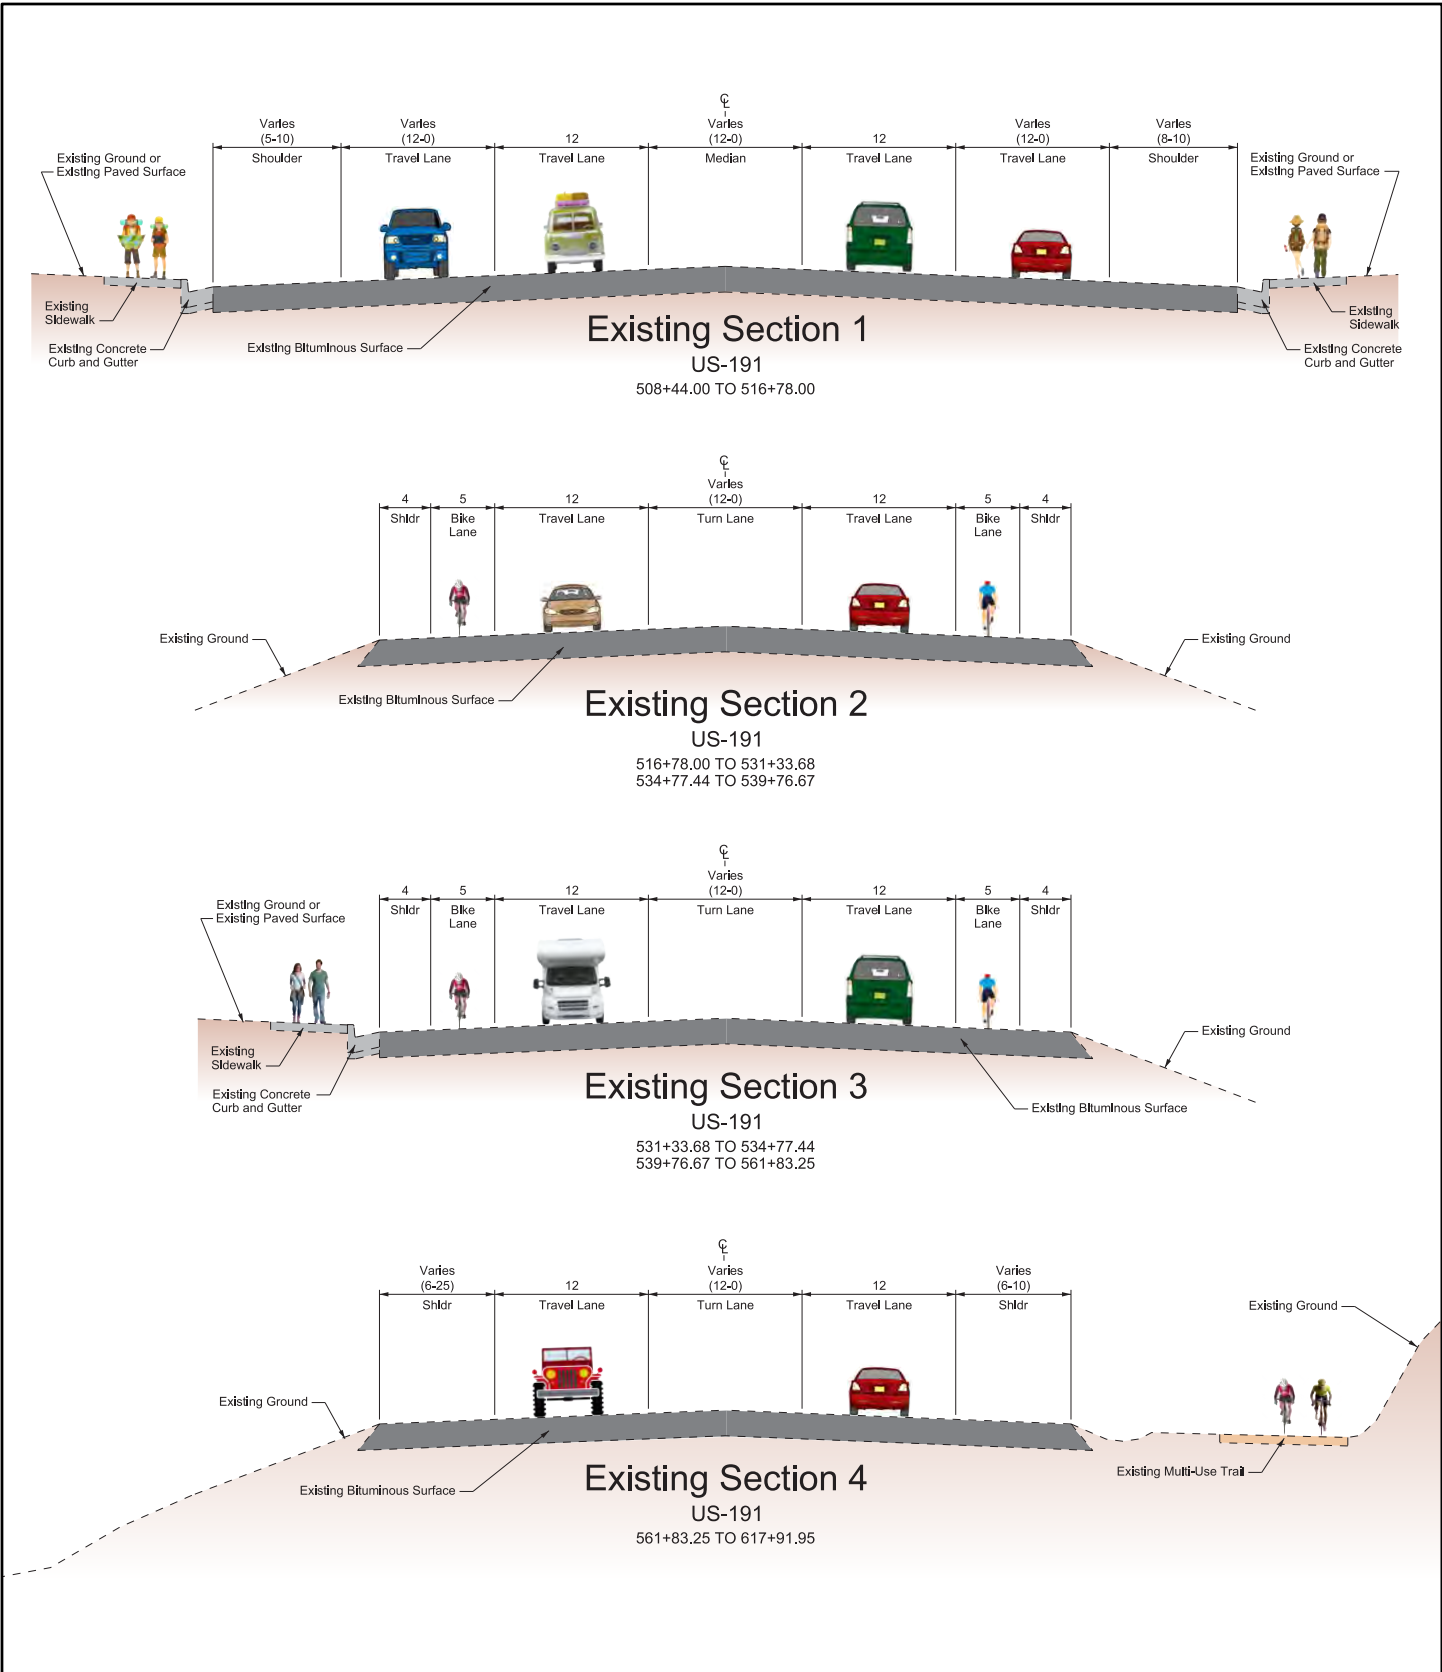 ℄
Varies
(5-10)
Shoulder
Varies
(12-0)
Travel Lane
12
Travel Lane
Varies
(12-0)
Median
12
Travel Lane
Varies
(12-0)
Travel Lane
Varies
(8-10)
Shoulder
Existing Ground or
Existing Paved Surface
Existing Ground or
Existing Paved Surface
Existing
Sidewalk
Existing Concrete
Curb and Gutter
Existing Bituminous Surface
Existing
Sidewalk
Existing Concrete
Curb and Gutter
Existing Section 1
US-191
508+44.00 TO 516+78.00
℄
4
Shldr
5
Bike
Lane
12
Travel Lane
Varies
(12-0)
Turn Lane
12
Travel Lane
5
Bike
Lane
4
Shldr
Existing Ground
Existing Ground
Existing Bituminous Surface
Existing Section 2
US-191
516+78.00 TO 531+33.68
534+77.44 TO 539+76.67
℄
4
Shldr
5
Bike
Lane
12
Travel Lane
Varies
(12-0)
Turn Lane
12
Travel Lane
5
Bike
Lane
4
Shldr
Existing Ground or
Existing Paved Surface
Existing Ground
Existing
Sidewalk
Existing Concrete
Curb and Gutter
Existing Bituminous Surface
Existing Section 3
US-191
531+33.68 TO 534+77.44
539+76.67 TO 561+83.25
℄
Varies
(6-25)
Shldr
12
Travel Lane
Varies
(12-0)
Turn Lane
12
Travel Lane
Varies
(6-10)
Shldr
Existing Ground
Existing Ground
Existing Bituminous Surface
Existing Multi-Use Trail
Existing Section 4
US-191
561+83.25 TO 617+91.95